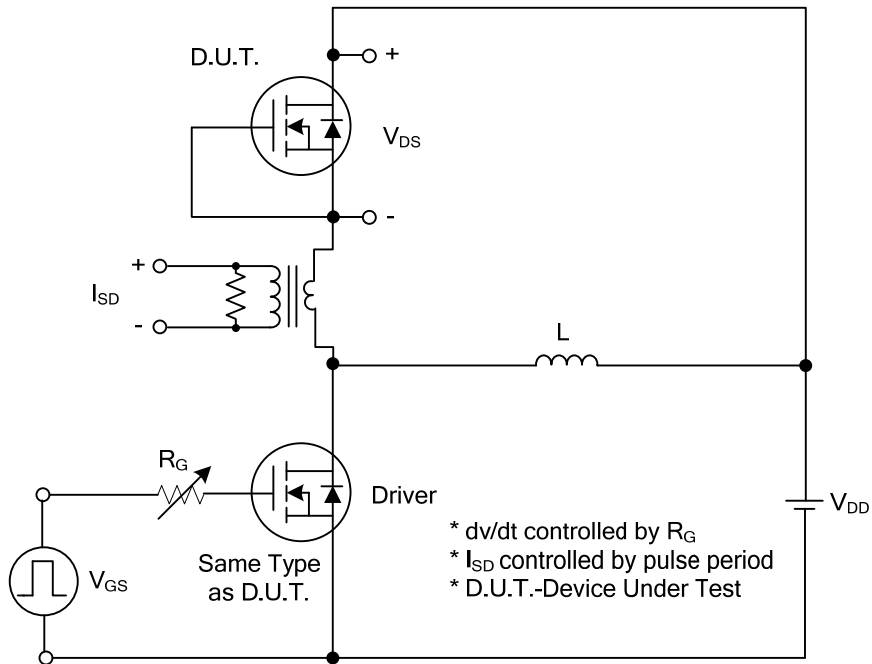 D.U.T.
+
V_DS
-
+
I_SD
-
L
R_G
Driver
V_DD
V_GS
Same Type
as D.U.T.
* dv/dt controlled by R_G
* I_SD controlled by pulse period
* D.U.T.-Device Under Test